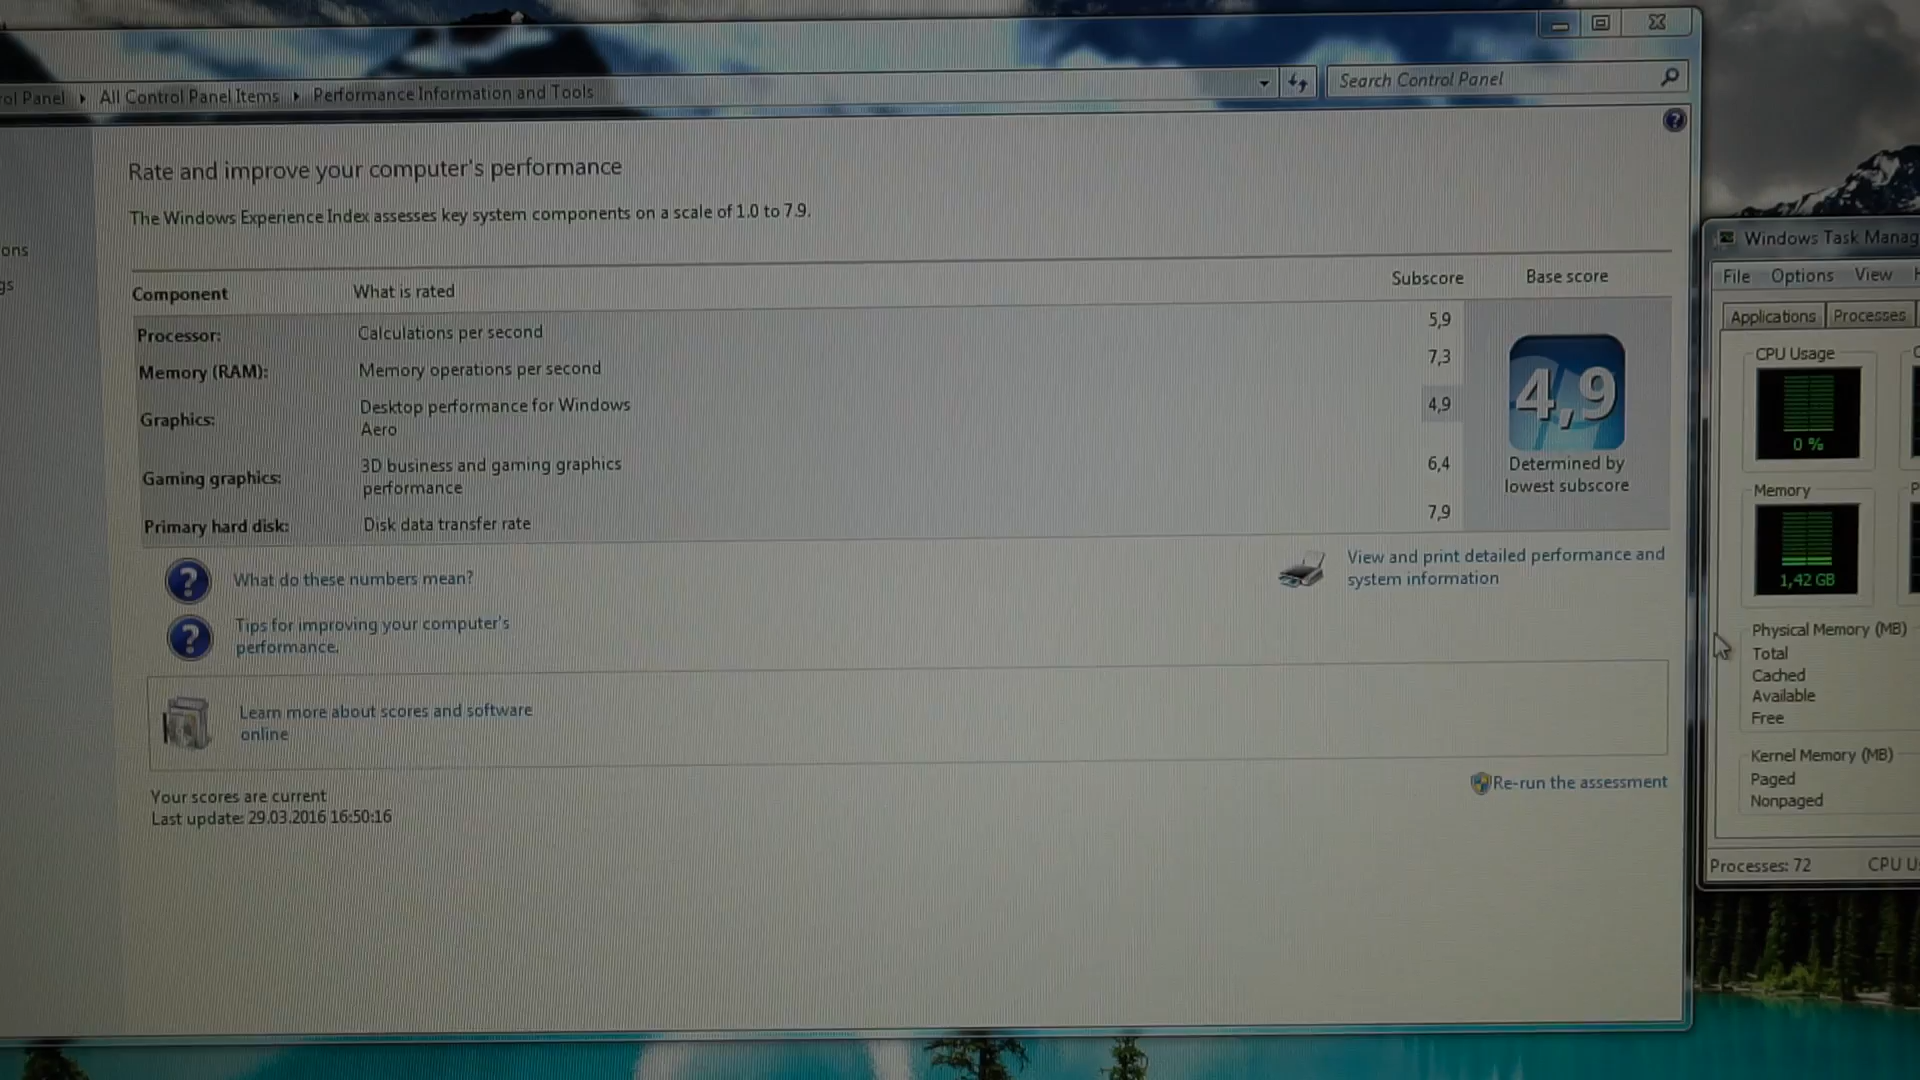 rol Panel ▸ All Control Panel Items ▸ Performance Information and Tools
Search Control Panel
ons
gs
Rate and improve your computer's performance
The Windows Experience Index assesses key system components on a scale of 1.0 to 7.9.
Component What is rated Subscore Base score
Processor: Calculations per second 5,9
Memory (RAM): Memory operations per second 7,3
Graphics: Desktop performance for Windows
Aero 4,9
Gaming graphics: 3D business and gaming graphics
performance 6,4
Primary hard disk: Disk data transfer rate 7,9
4,9
Determined by
lowest subscore
What do these numbers mean?
Tips for improving your computer's
performance.
View and print detailed performance and
system information
Learn more about scores and software
online
Your scores are current
Last update: 29.03.2016 16:50:16
Re-run the assessment
Windows Task Manag
File Options View H
Applications Processes
CPU Usage
0 %
Memory
1,42 GB
Physical Memory (MB)
Total
Cached
Available
Free
Kernel Memory (MB)
Paged
Nonpaged
Processes: 72 CPU U